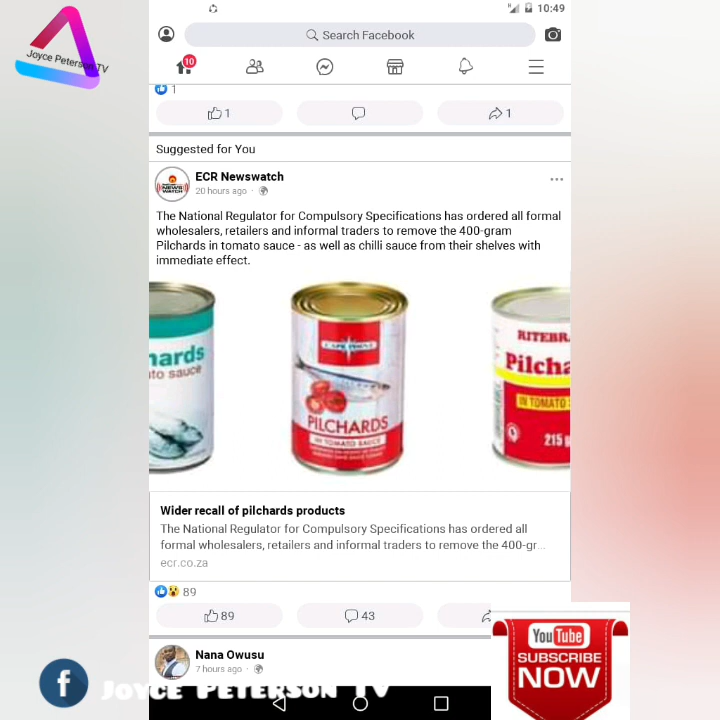 10:49
Joyce Peterson TV
Search Facebook
10
1
1
1
Suggested for You
ECR Newswatch
20 hours ago
NEWS
WATCH
The National Regulator for Compulsory Specifications has ordered all formal
wholesalers, retailers and informal traders to remove the 400-gram
Pilchards in tomato sauce - as well as chilli sauce from their shelves with
immediate effect.
hards
to sauce
PILCHARDS
IN TOMATO SAUCE
RITEBR
Pilcha
IN TOMATO
215
Wider recall of pilchards products
The National Regulator for Compulsory Specifications has ordered all
formal wholesalers, retailers and informal traders to remove the 400-gr...
ecr.co.za
89
89
43
Nana Owusu
7 hours ago
f Joyce Peterson TV
YouTube
SUBSCRIBE
NOW